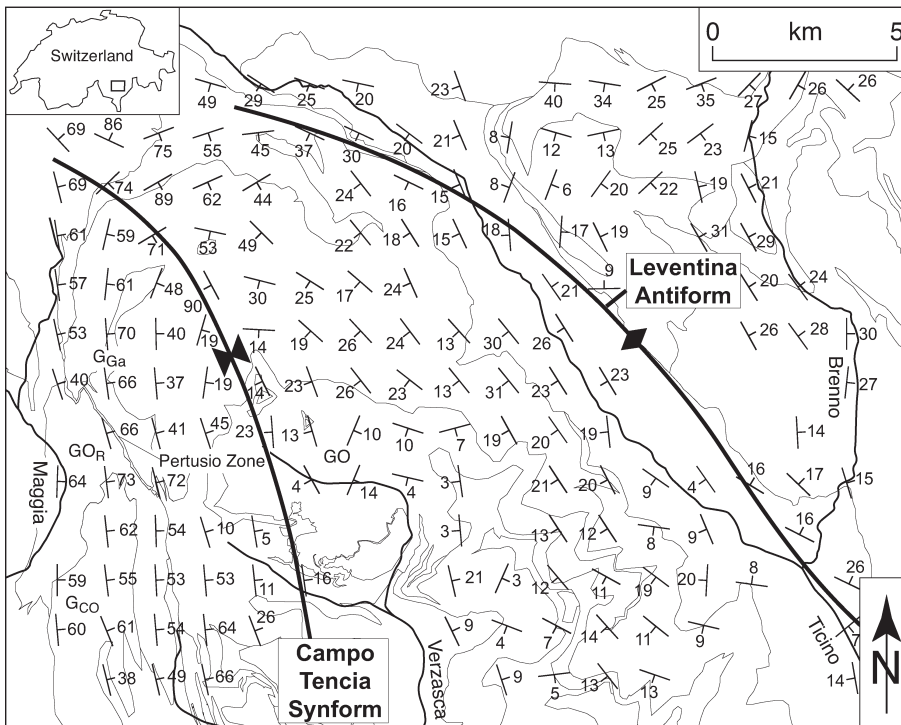 Switzerland
0 km 5
49 29 25 20 23 40 34 25 35 27 26 26
69 86 75 55 45 37 30 20 21 8 12 13 25 23 15
69 74 89 62 44 24 16 15 8 6 20 22 19 21
61 59 71 53 49 22 18 15 18 17 19 31 29
Leventina
Antiform
57 61 48 90 30 25 17 24 21 9 20 24
53 70 40 19 14 19 26 24 13 30 26 26 28 30
G Ga
Brenno
40 66 37 19 14 23 26 23 13 31 23 23 27
66 41 45 23 13 10 10 7 19 20 19 14
GO R
Pertusio Zone
GO
Maggia
64 73 72 4 14 4 3 21 20 9 4 16 17 15
62 54 10 5 3 13 12 8 9 16
59 55 53 53 11 16 21 3 12 11 19 20 8 26
G CO
60 61 54 64 26 9 4 7 14 11 9 7
Campo
Tencia
Synform
Verzasca
Ticino
N
38 49 66 9 5 13 13 14